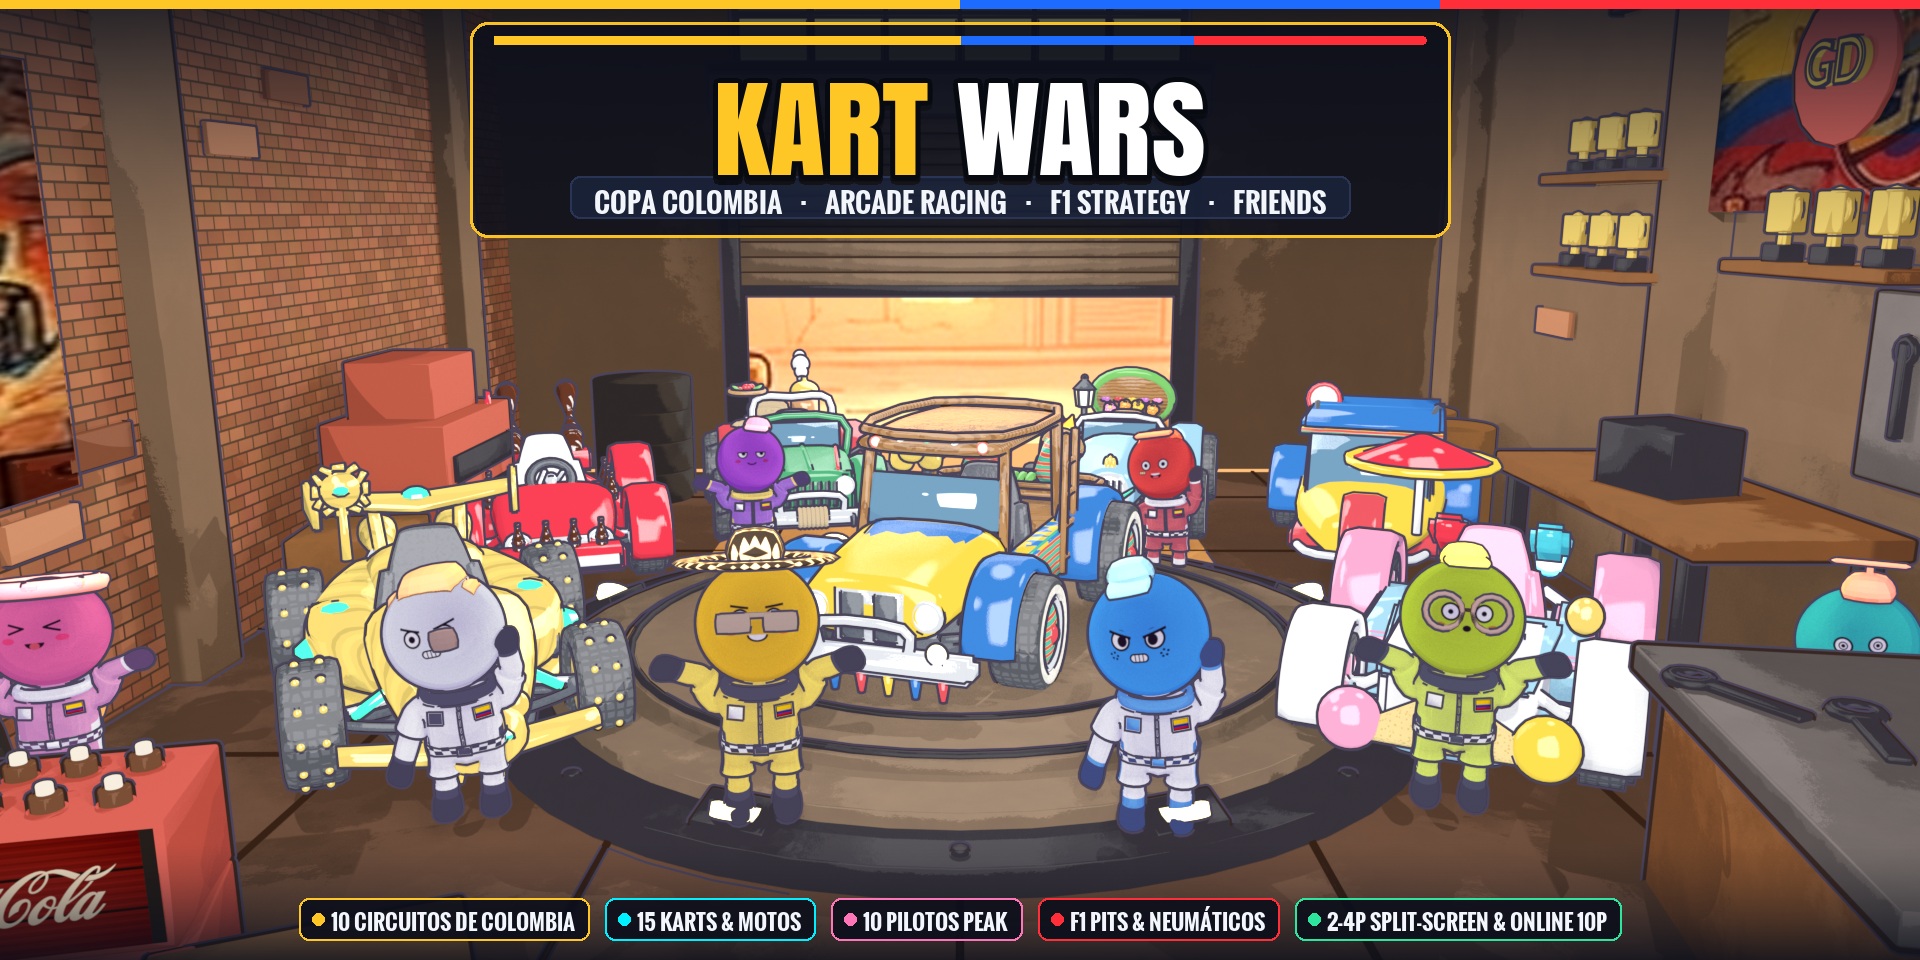 GD
KART WARS
COPA COLOMBIA · ARCADE RACING · F1 STRATEGY · FRIENDS
Cola
10 CIRCUITOS DE COLOMBIA
15 KARTS & MOTOS
10 PILOTOS PEAK
F1 PITS & NEUMÁTICOS
2-4P SPLIT-SCREEN & ONLINE 10P